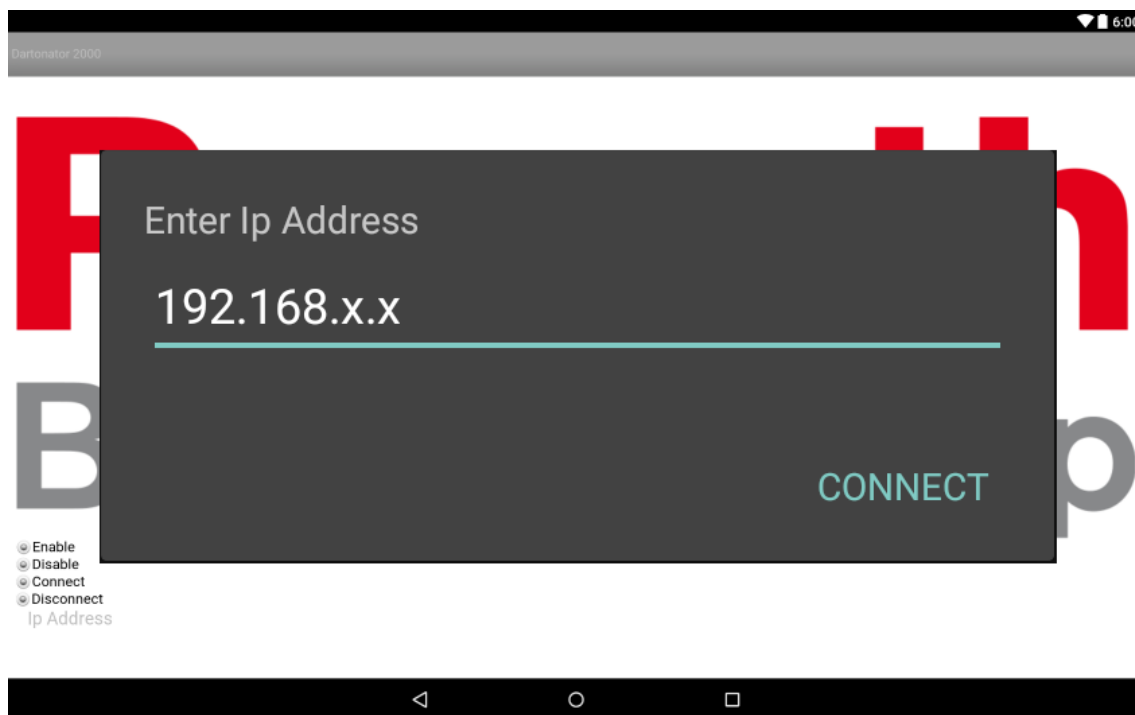 6:00
Dartonator 2000
Enter Ip Address
192.168.x.x
CONNECT
Enable
Disable
Connect
Disconnect
Ip Address